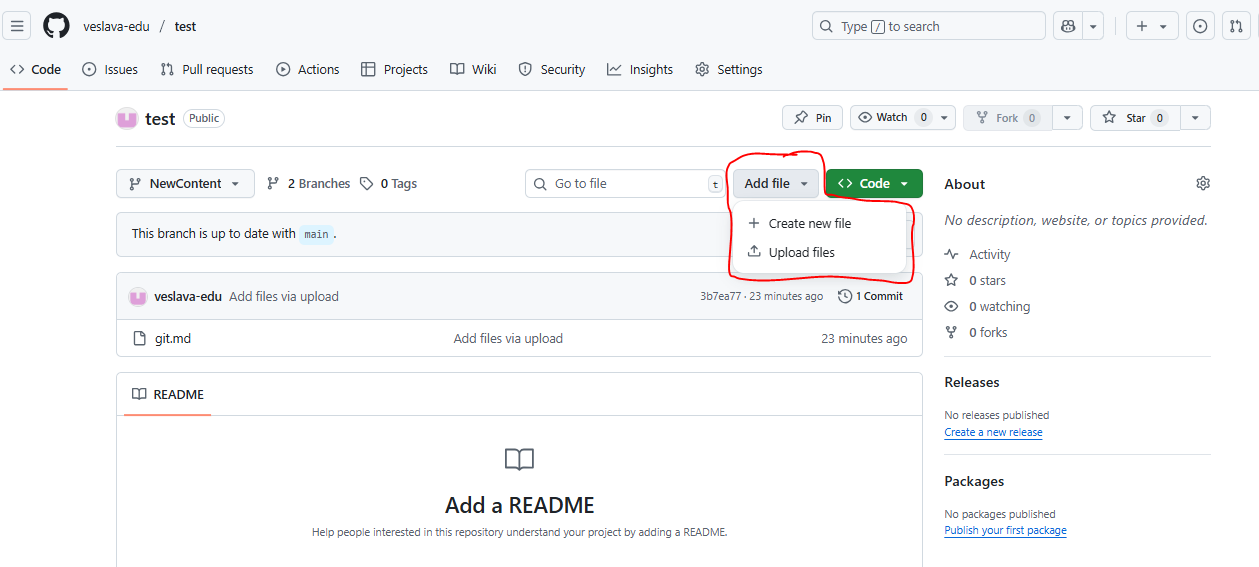 veslava-edu / test
Type / to search
Code Issues Pull requests Actions Projects Wiki Security Insights Settings
test Public
Pin Watch 0 Fork 0 Star 0
NewContent 2 Branches 0 Tags Go to file t Add file Code
Create new file
Upload files
This branch is up to date with main .
veslava-edu Add files via upload 3b7ea77 · 23 minutes ago 1 Commit
git.md Add files via upload 23 minutes ago
README
Add a README
Help people interested in this repository understand your project by adding a README.
About
No description, website, or topics provided.
Activity
0 stars
0 watching
0 forks
Releases
No releases published
Create a new release
Packages
No packages published
Publish your first package